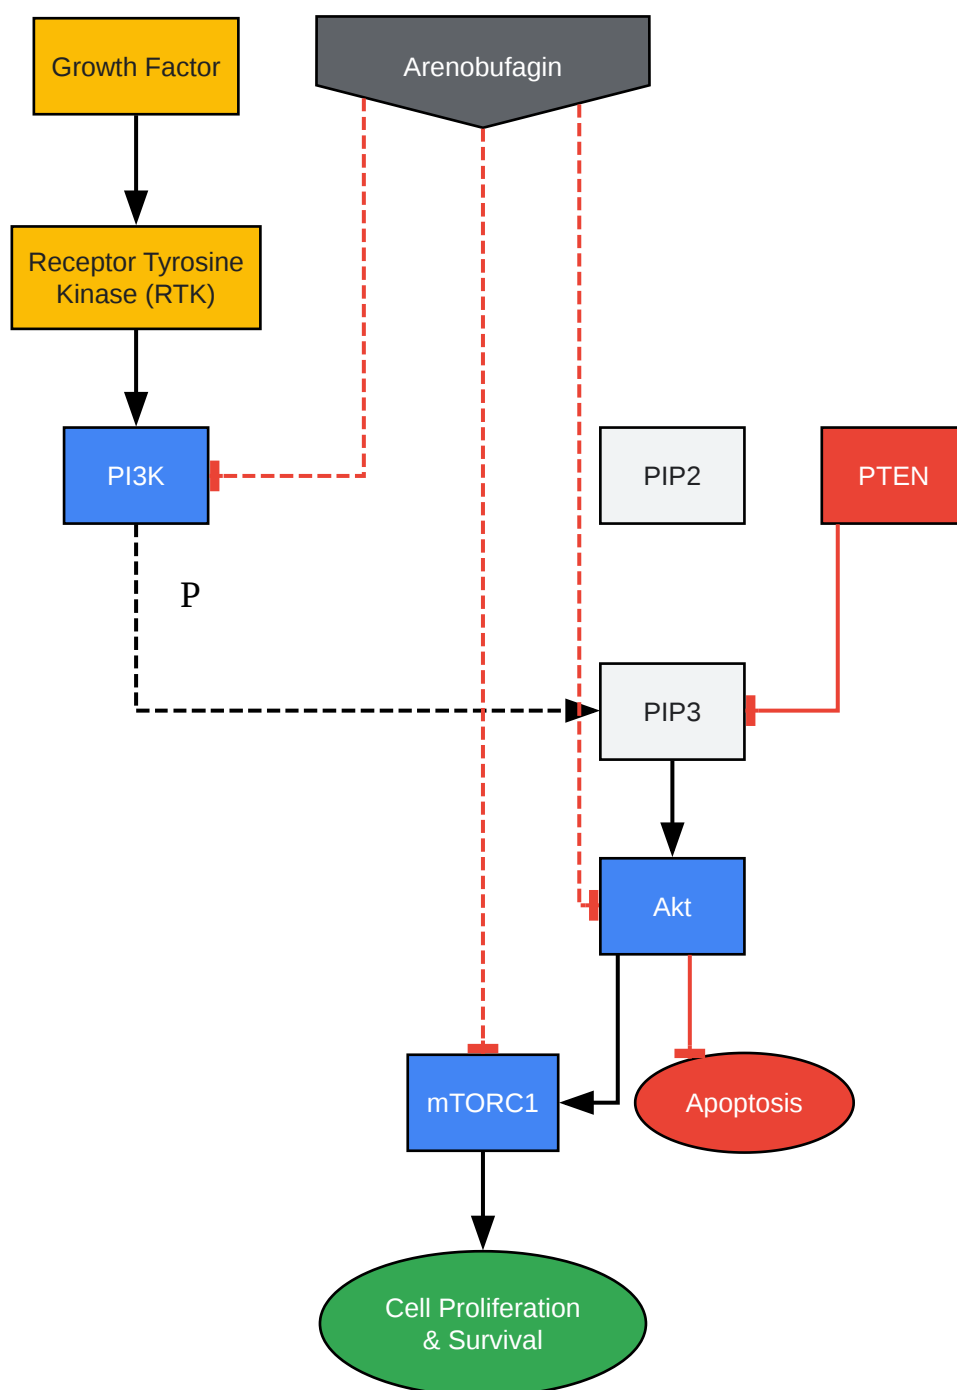 Growth Factor
Arenobufagin
Receptor Tyrosine
Kinase (RTK)
PI3K
PIP2
PTEN
P
PIP3
Akt
mTORC1
Apoptosis
Cell Proliferation
& Survival